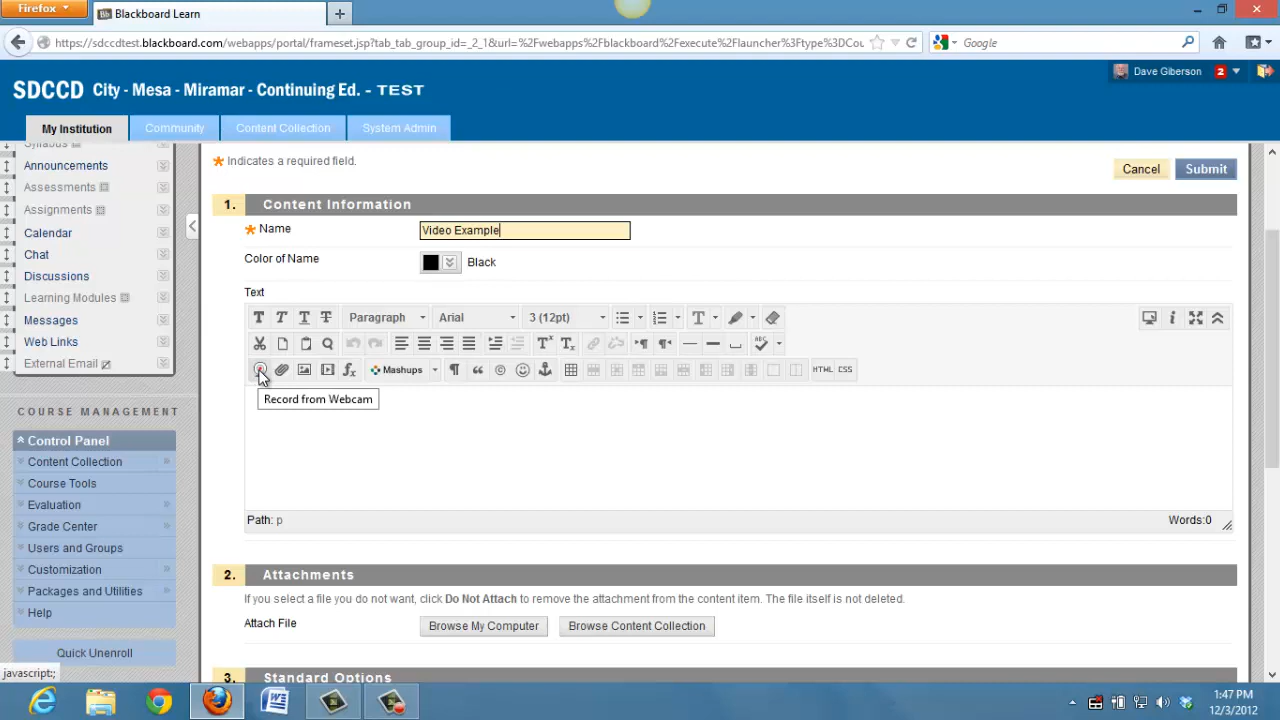 Firefox
Blackboard Learn
https://sdccdtest.blackboard.com/webapps/portal/frameset.jsp?tab_tab_group_id=_2_1&url=%2Fwebapps%2Fblackboard%2Fexecute%2Flauncher%3Ftype%3DCou
Google
SDCCD City - Mesa - Miramar - Continuing Ed. - TEST
Dave Giberson 2
My Institution
Community
Content Collection
System Admin
Syllabus
Announcements
Assessments
Assignments
Calendar
Chat
Discussions
Learning Modules
Messages
Web Links
External Email
COURSE MANAGEMENT
Control Panel
Content Collection
Course Tools
Evaluation
Grade Center
Users and Groups
Customization
Packages and Utilities
Help
Quick Unenroll
javascript:;
Indicates a required field.
Cancel
Submit
1. Content Information
Name
Video Example
Color of Name
Black
Text
Paragraph
Arial
3 (12pt)
Mashups
HTML CSS
Record from Webcam
Path: p
Words:0
2. Attachments
If you select a file you do not want, click Do Not Attach to remove the attachment from the content item. The file itself is not deleted.
Attach File
Browse My Computer
Browse Content Collection
3. Standard Options
1:47 PM
12/3/2012